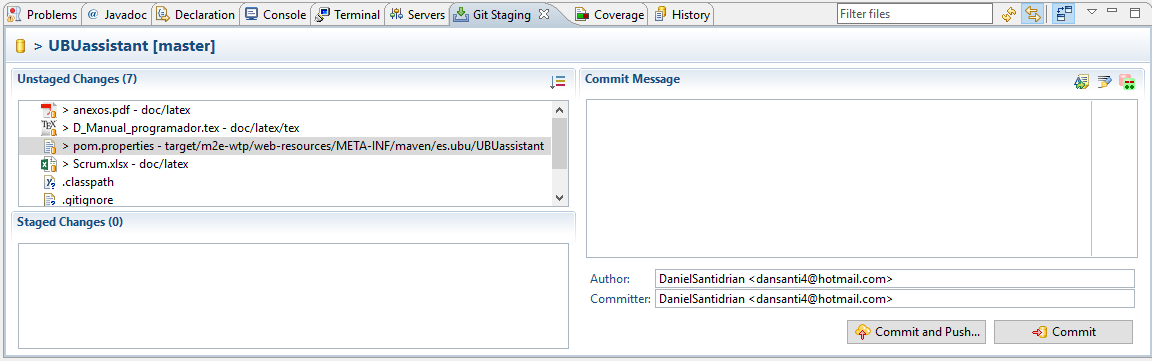 Problems @ Javadoc Declaration Console Terminal Servers Git Staging Coverage History Filter files
> UBUassistant [master]
Unstaged Changes (7)
> anexos.pdf - doc/latex
> D_Manual_programador.tex - doc/latex/tex
> pom.properties - target/m2e-wtp/web-resources/META-INF/maven/es.ubu/UBUassistant
> Scrum.xlsx - doc/latex
.classpath
.gitignore
Staged Changes (0)
Commit Message
Author: DanielSantidrian <dansanti4@hotmail.com>
Committer: DanielSantidrian <dansanti4@hotmail.com>
Commit and Push... Commit